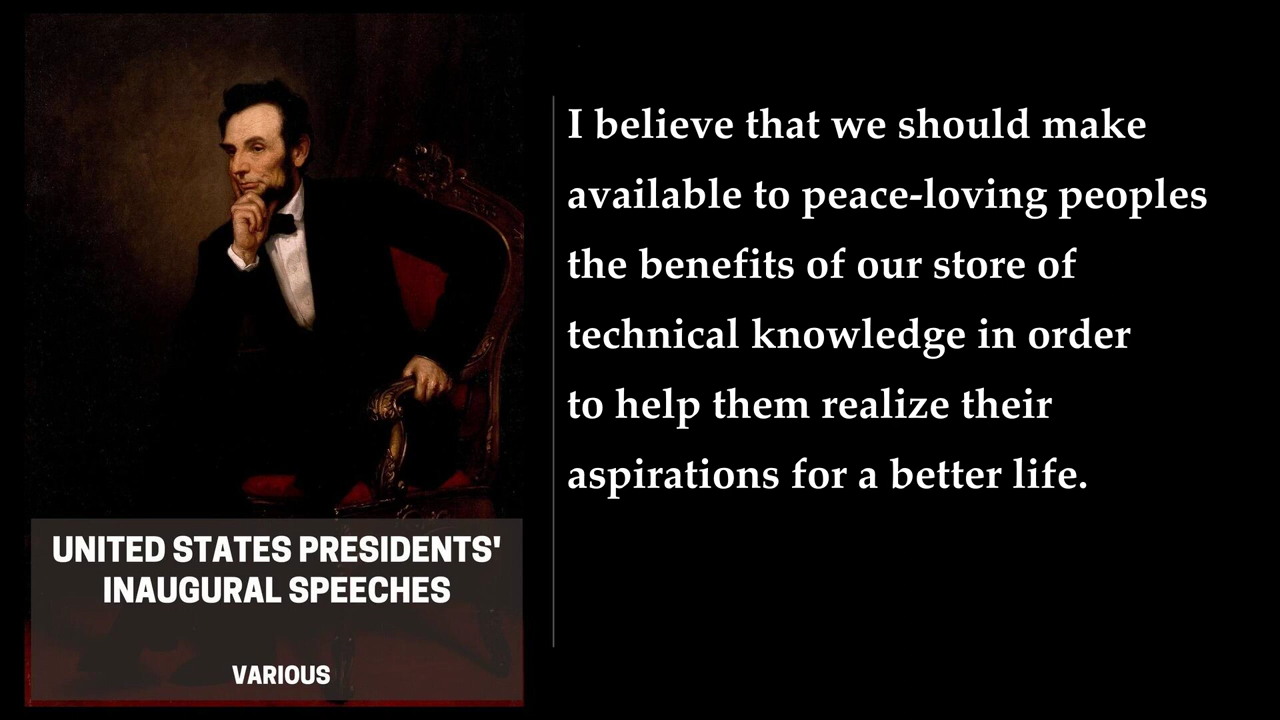 UNITED STATES PRESIDENTS'
INAUGURAL SPEECHES
VARIOUS
I believe that we should make
available to peace-loving peoples
the benefits of our store of
technical knowledge in order
to help them realize their
aspirations for a better life.